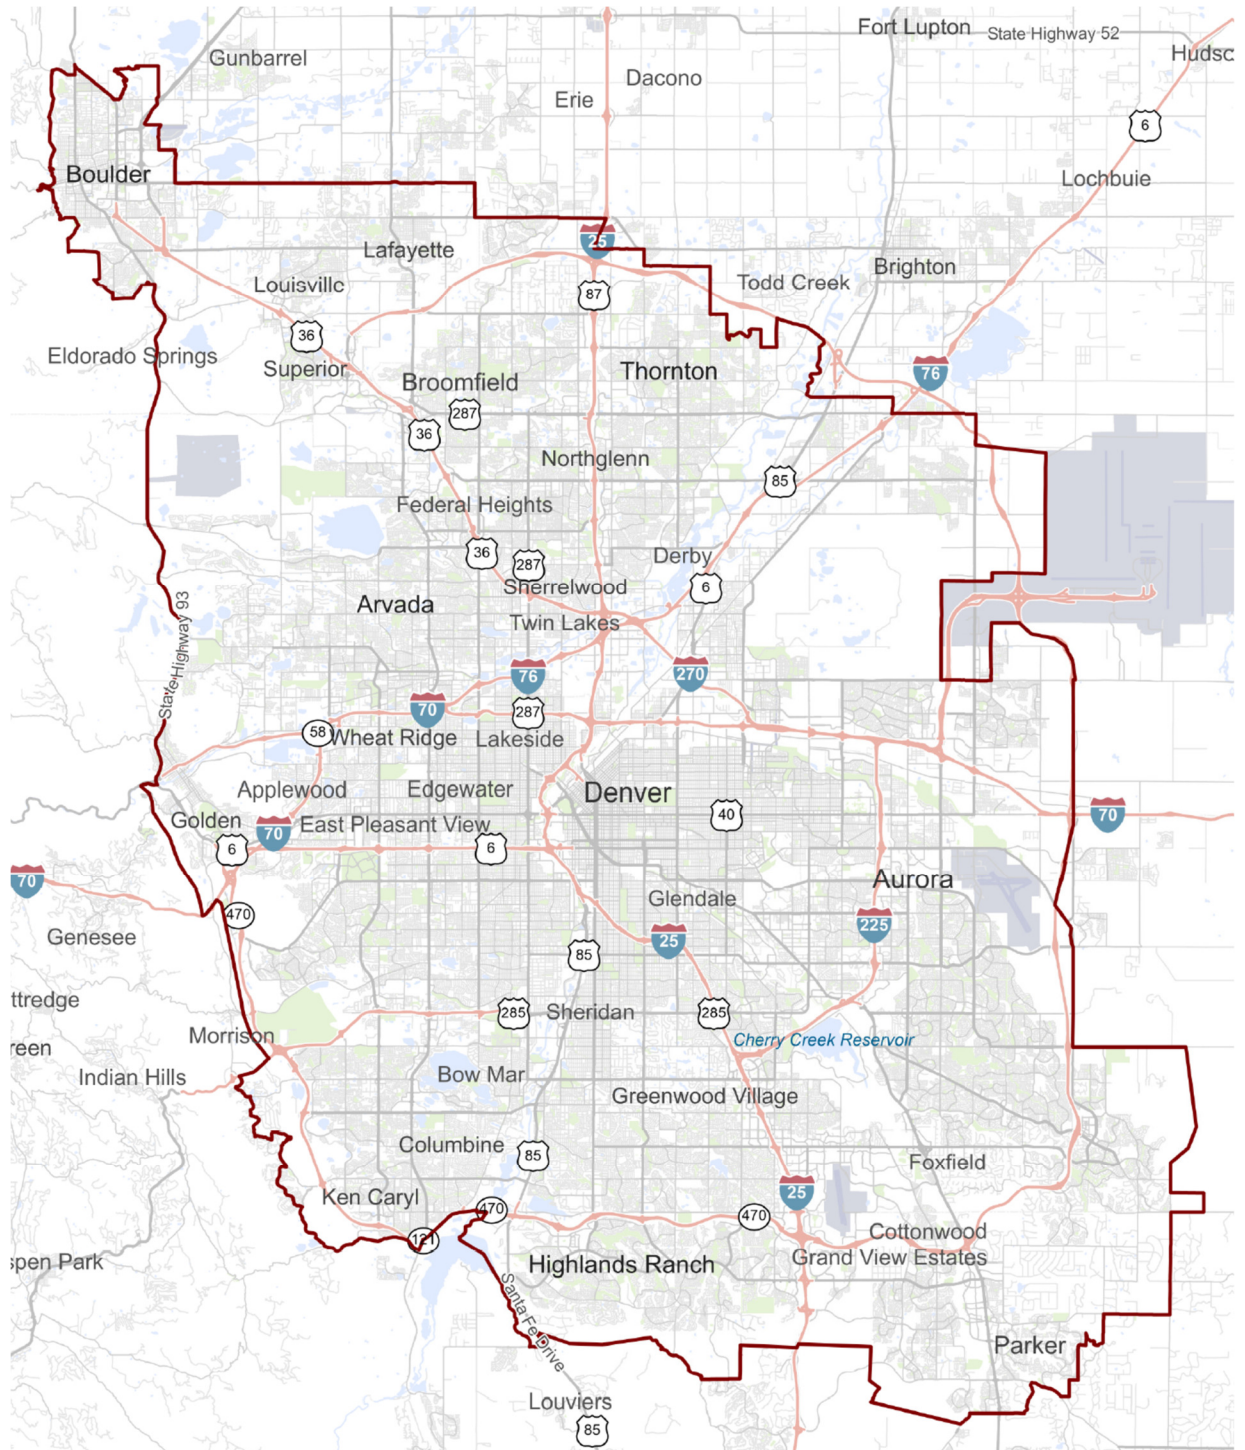 Fort Lupton
State Highway 52
Hudsc
Gunbarrel
Dacono
Erie
6
Boulder
Lochbuie
25
Lafayette
Todd Creek
Brighton
Louisville
87
36
Eldorado Springs
Superior
Thornton
76
Broomfield
287
36
Northglenn
85
Federal Heights
36
287
Derby
Sherrelwood
6
Arvada
Twin Lakes
State Highway 93
76
270
70
287
58
Wheat Ridge
Lakeside
Applewood
Edgewater
Denver
40
70
Golden
70
East Pleasant View
6
6
70
Aurora
Glendale
470
225
Genesee
25
85
ttredge
285
Sheridan
285
Morrison
Cherry Creek Reservoir
reen
Indian Hills
Bow Mar
Greenwood Village
Columbine
85
Foxfield
Ken Caryl
25
470
470
121
Cottonwood
spen Park
Highlands Ranch
Grand View Estates
Santa Fe Drive
Parker
Louviers
85